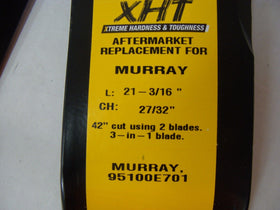 xHT
XTREME HARDNESS & TOUGHNESS
AFTERMARKET
REPLACEMENT FOR
MURRAY
L: 21-3/16"
CH: 27/32"
42" cut using 2 blades.
3-in-1 blade.
MURRAY,
95100E701